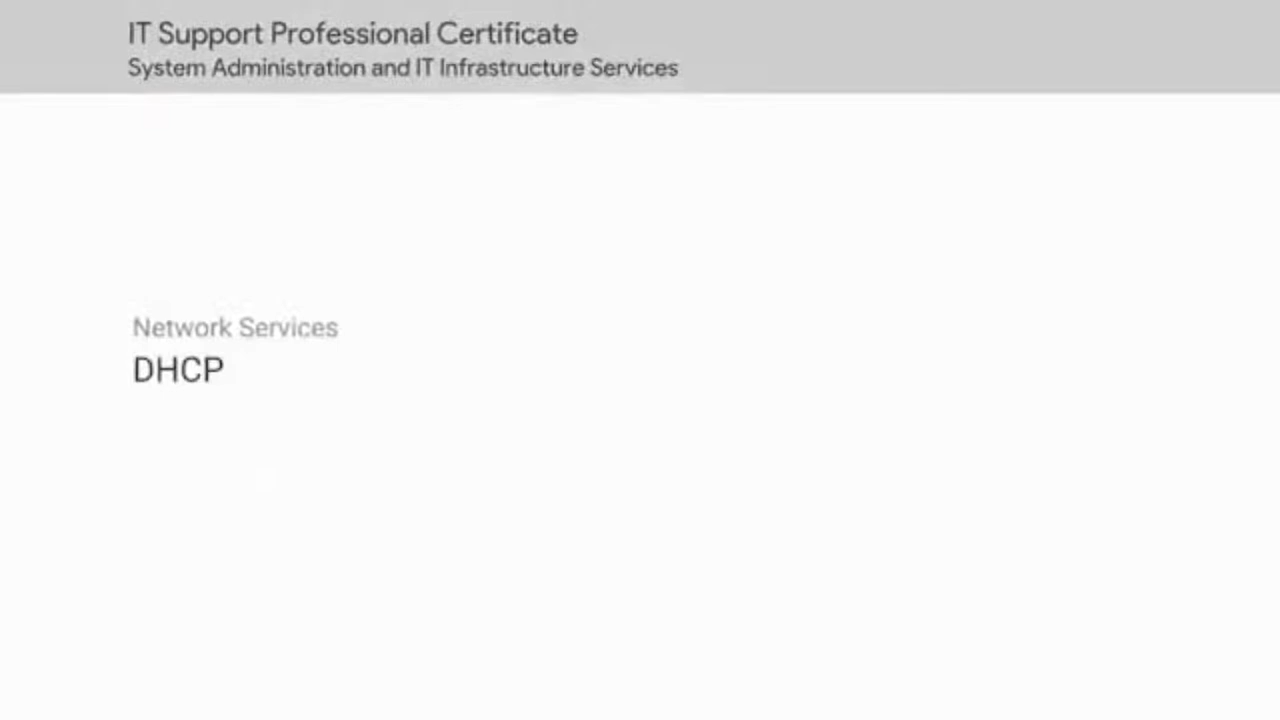 IT Support Professional Certificate
System Administration and IT Infrastructure Services
Network Services
DHCP